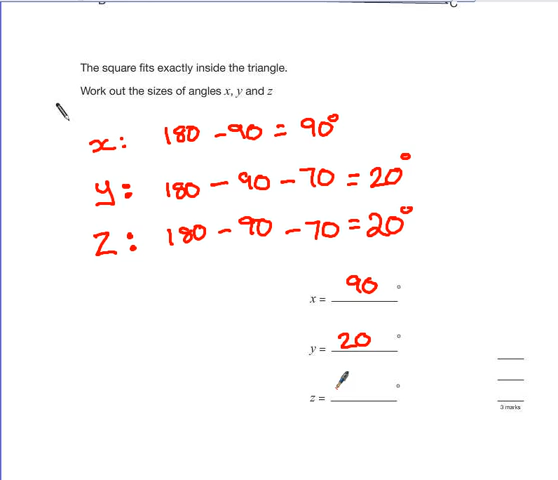 The square fits exactly inside the triangle.
Work out the sizes of angles x, y and z
x: 180 - 90 = 90°
y: 180 - 90 - 70 = 20°
z: 180 - 90 - 70 = 20°
x = 90 °
y = 20 °
z = °
3 marks